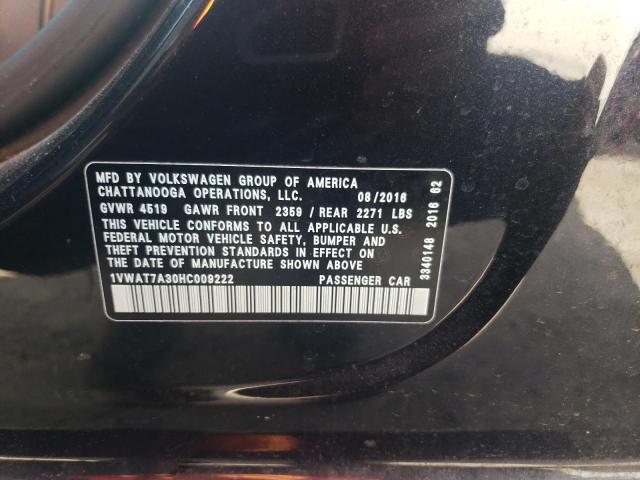 MFD BY VOLKSWAGEN GROUP OF AMERICA
CHATTANOOGA OPERATIONS, LLC. 08/2016
GVWR 4519 GAWR FRONT 2359 / REAR 2271 LBS
THIS VEHICLE CONFORMS TO ALL APPLICABLE U.S.
FEDERAL MOTOR VEHICLE SAFETY, BUMPER AND
THEFT PREVENTION STANDARDS IN EFFECT ON
THE DATE OF MANUFACTURE SHOWN ABOVE
1VWAT7A30HC009222 PASSENGER CAR
3340148 2016 62